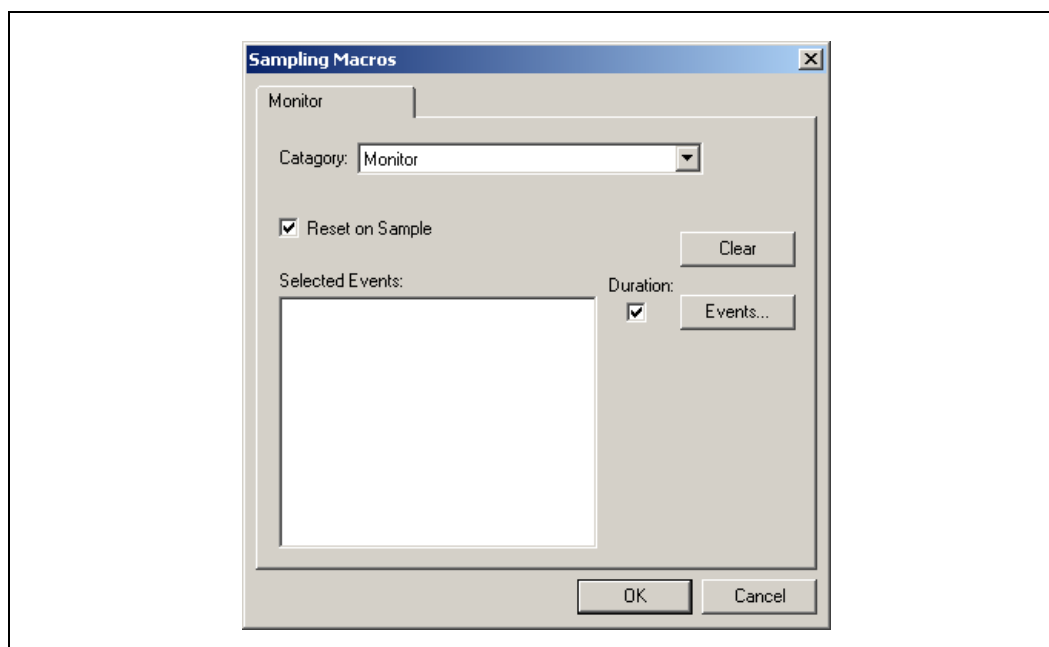 Sampling Macros
Monitor
Catagory: Monitor
Reset on Sample
Clear
Selected Events:
Duration:
Events...
OK
Cancel